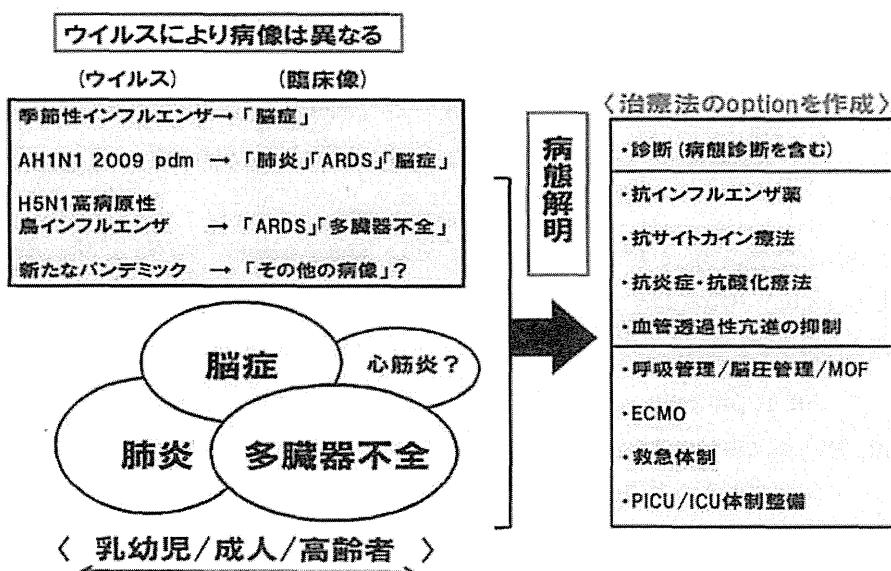 ウイルスにより病像は異なる
(ウイルス) (臨床像)
季節性インフルエンザ→「脳症」
AH1N1 2009 pdm →「肺炎」「ARDS」「脳症」
H5N1高病原性
鳥インフルエンザ →「ARDS」「多臓器不全」
新たなパンデミック →「その他の病像」?
脳症
心筋炎?
肺炎
多臓器不全
〈 乳幼児/成人/高齢者 〉
病態解明
〈治療法のoptionを作成〉
・診断(病態診断を含む)
・抗インフルエンザ薬
・抗サイトカイン療法
・抗炎症・抗酸化療法
・血管透過性亢進の抑制
・呼吸管理/脳圧管理/MOF
・ECMO
・救急体制
・PICU/ICU体制整備